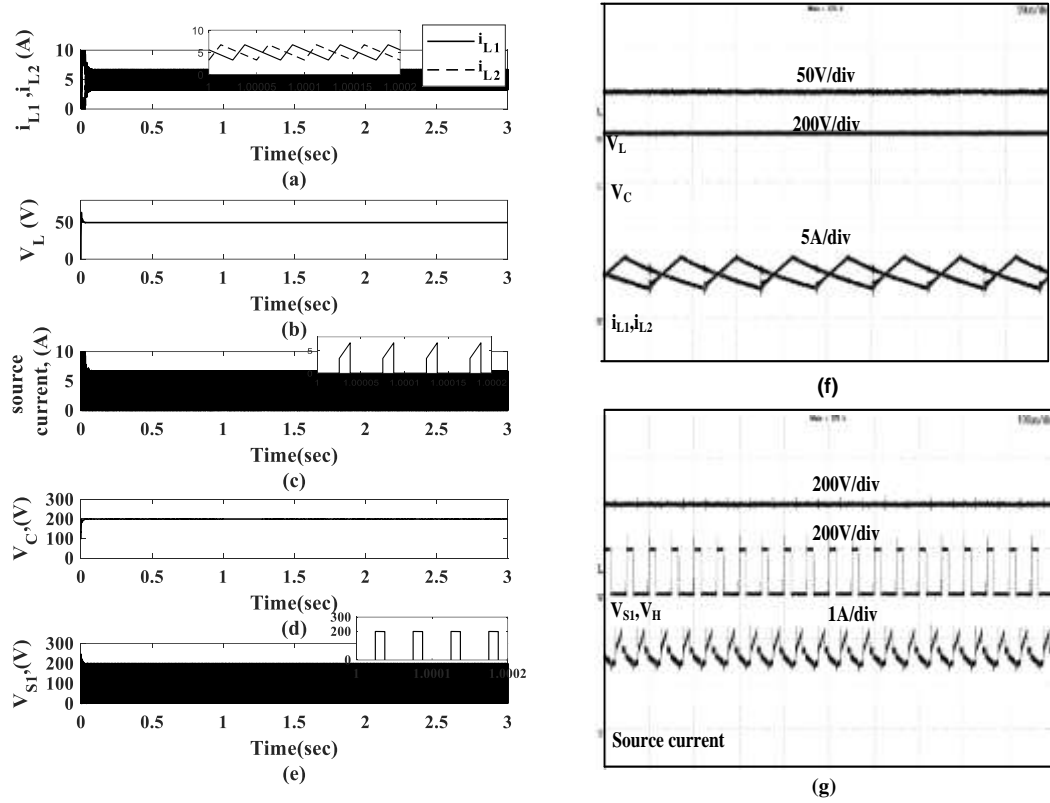 i_L1, i_L2 (A)
10
5
0
10
5
0
1 1.00005 1.0001 1.00015 1.0002
i_L1
i_L2
0 0.5 1 1.5 2 2.5 3
Time(sec)
(a)
V_L (V)
50
0
0 0.5 1 1.5 2 2.5 3
Time(sec)
(b)
source
current, (A)
10
5
0
5
1 1.00005 1.0001 1.00015 1.0002
0 0.5 1 1.5 2 2.5 3
Time(sec)
(c)
V_C,(V)
300
200
100
0
0 0.5 1 1.5 2 2.5 3
Time(sec)
(d)
V_S1,(V)
300
200
100
0
300
200
0
1 1.0001 1.0002
0 0.5 1 1.5 2 2.5 3
Time(sec)
(e)
50V/div
200V/div
V_L
V_C
5A/div
i_L1,i_L2
(f)
200V/div
200V/div
V_S1,V_H
1A/div
Source current
(g)